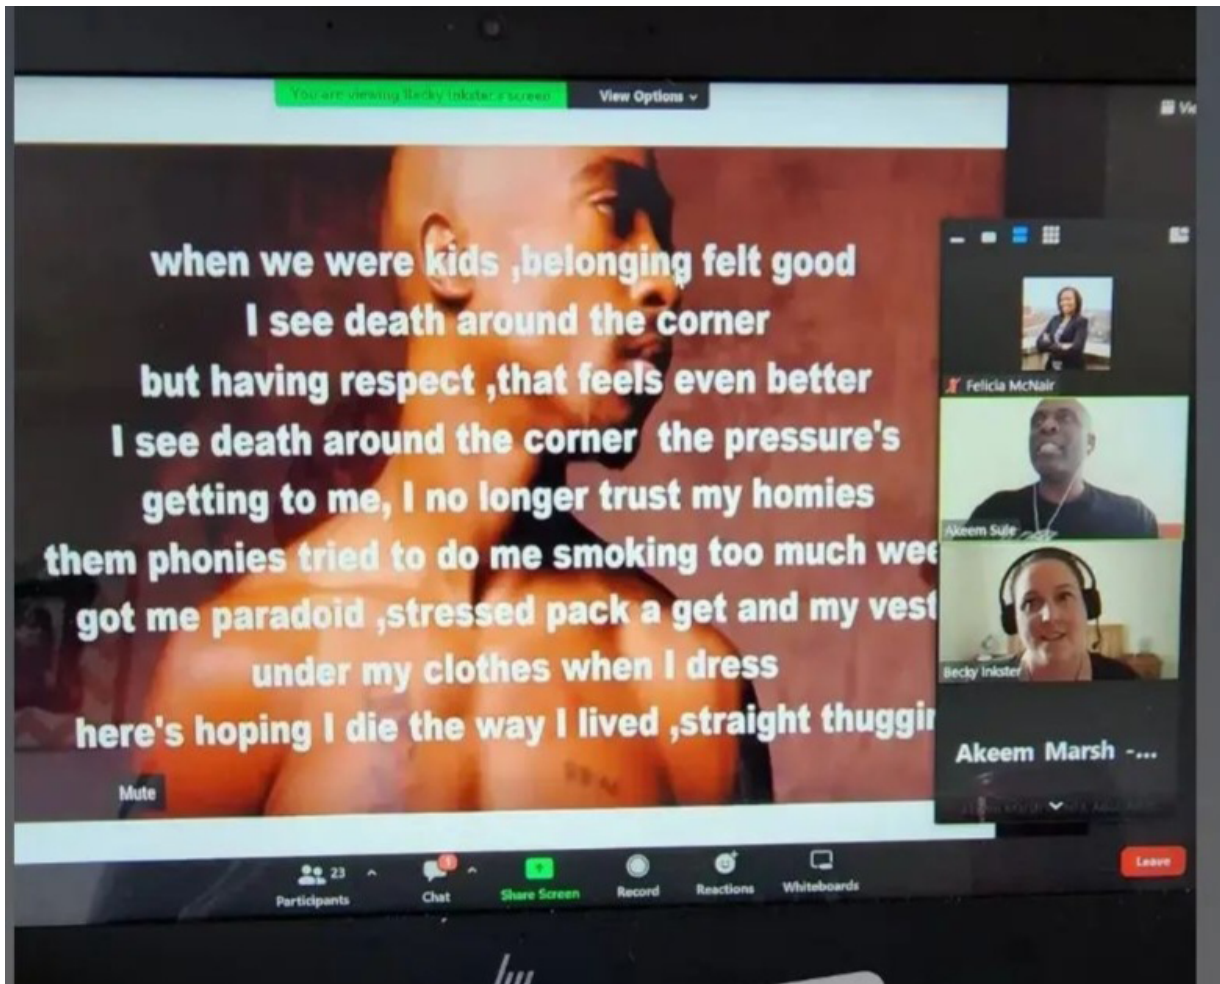 You are viewing Becky Inkster's screen
View Options
Vie
when we were kids ,belonging felt good
I see death around the corner
but having respect ,that feels even better
I see death around the corner the pressure's
getting to me, I no longer trust my homies
them phonies tried to do me smoking too much wee
got me paradoid ,stressed pack a get and my vest
under my clothes when I dress
here's hoping I die the way I lived ,straight thuggin
Mute
Felicia McNair
Akeem Sule
Becky Inkster
Akeem Marsh -...
23
1
Participants
Chat
Share Screen
Record
Reactions
Whiteboards
Leave
hp